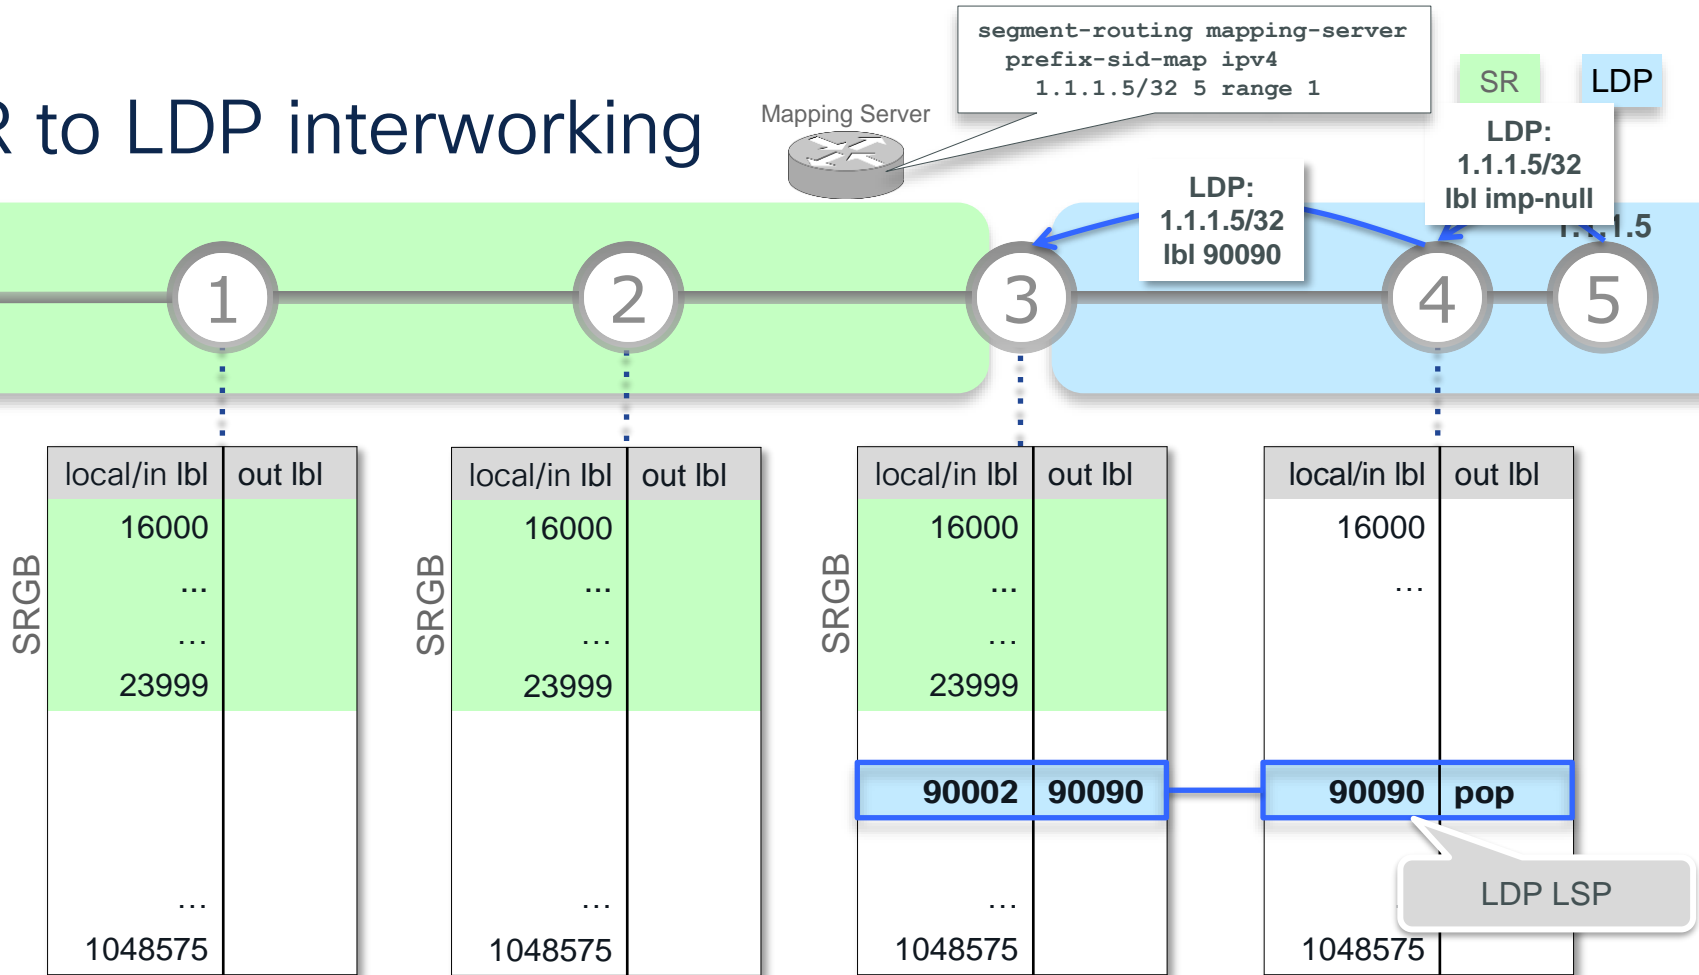 segment-routing mapping-server
prefix-sid-map ipv4
1.1.1.5/32 5 range 1
SR
LDP
R to LDP interworking
Mapping Server
LDP:
1.1.1.5/32
lbl imp-null
LDP:
1.1.1.5/32
lbl 90090
1.1.1.5
1
2
3
4
5
local/in lbl out lbl
16000
...
...
23999
...
1048575
SRGB
local/in lbl out lbl
16000
...
...
23999
...
1048575
SRGB
local/in lbl out lbl
16000
...
...
23999
90002 90090
...
1048575
SRGB
local/in lbl out lbl
16000
...
90090 pop
LDP LSP
1048575